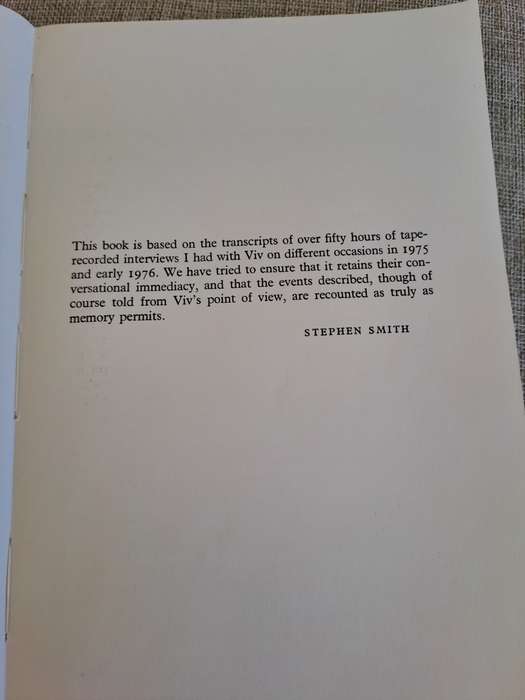 This book is based on the transcripts of over fifty hours of tape-
recorded interviews I had with Viv on different occasions in 1975
and early 1976. We have tried to ensure that it retains their con-
versational immediacy, and that the events described, though of
course told from Viv's point of view, are recounted as truly as
memory permits.
STEPHEN SMITH